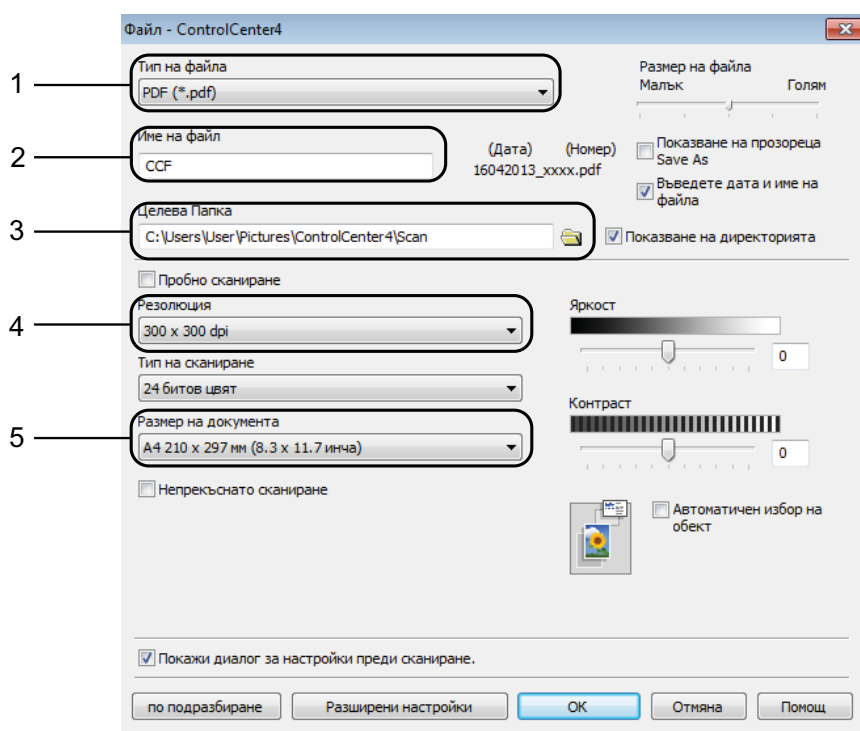 Файл - ControlCenter4
1
Тип на файла
PDF (*.pdf)
Размер на файла
Малък Голям
2
Име на файл
CCF
(Дата) (Номер)
16042013_xxxx.pdf
Показване на прозореца
Save As
Въведете дата и име на
файла
3
Целева Папка
C:\Users\User\Pictures\ControlCenter4\Scan
Показване на директорията
Пробно сканиране
4
Резолюция
300 x 300 dpi
Яркост
0
Тип на сканиране
24 битов цвят
Контраст
0
5
Размер на документа
A4 210 x 297 мм (8.3 x 11.7 инча)
Непрекъснато сканиране
Автоматичен избор на
обект
Покажи диалог за настройки преди сканиране.
по подразбиране Разширени настройки OK Отмяна Помощ